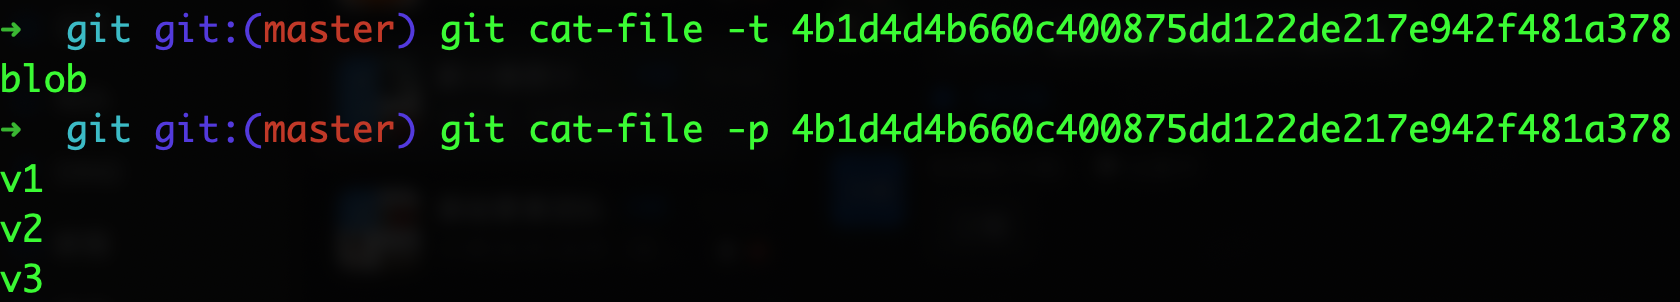 ➜ git git:(master) git cat-file -t 4b1d4d4b660c400875dd122de217e942f481a378
blob
➜ git git:(master) git cat-file -p 4b1d4d4b660c400875dd122de217e942f481a378
v1
v2
v3